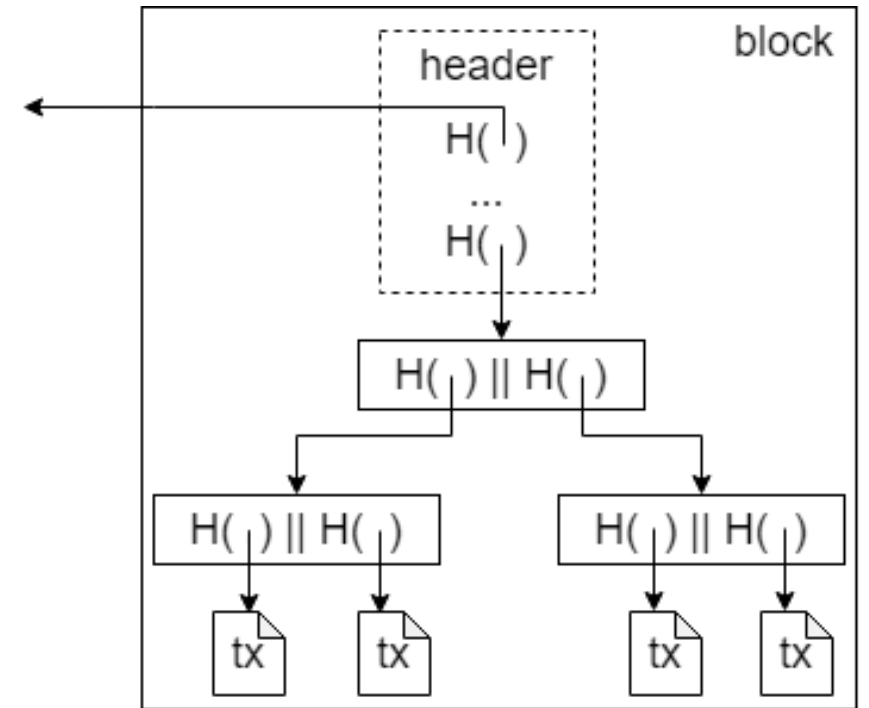 block
header
H( )
...
H( )
H( ) || H( )
H( ) || H( ) H( ) || H( )
tx tx tx tx